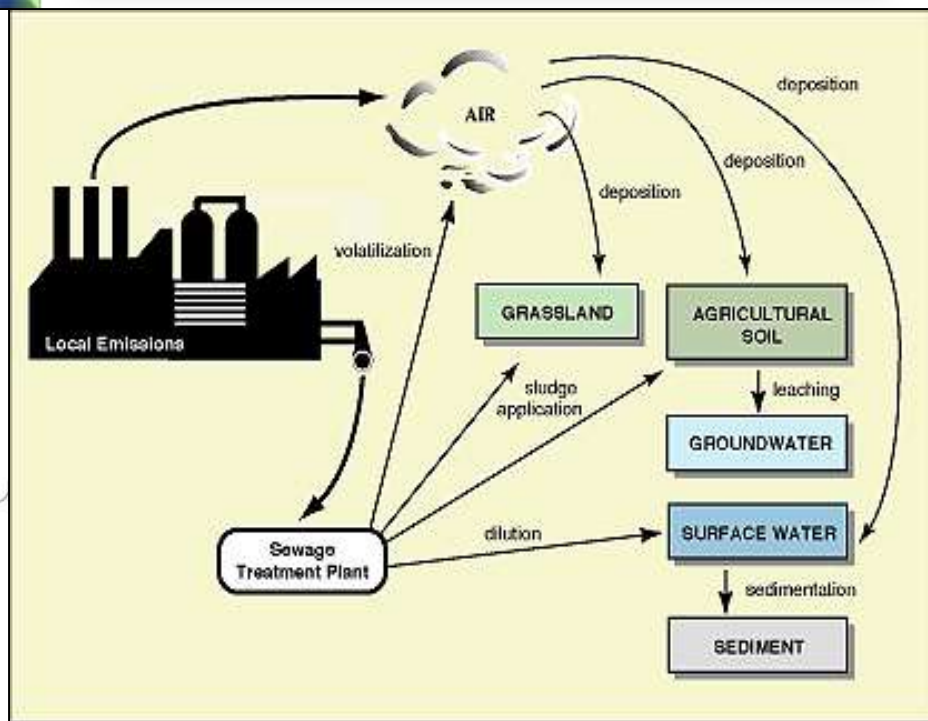 AIR
deposition
deposition
deposition
volatilization
GRASSLAND
AGRICULTURAL
SOIL
Local Emissions
sludge
application
leaching
GROUNDWATER
dilution
SURFACE WATER
Sewage
Treatment Plant
sedimentation
SEDIMENT